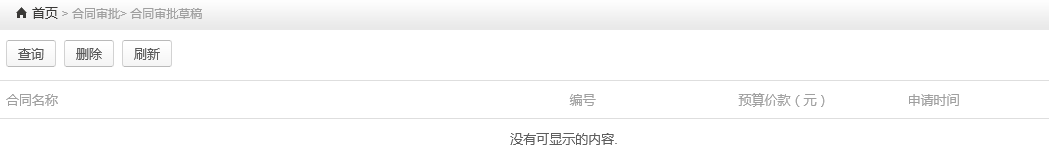 首页 > 合同审批> 合同审批草稿
查询 删除 刷新
合同名称 编号 预算价款（元） 申请时间
没有可显示的内容.